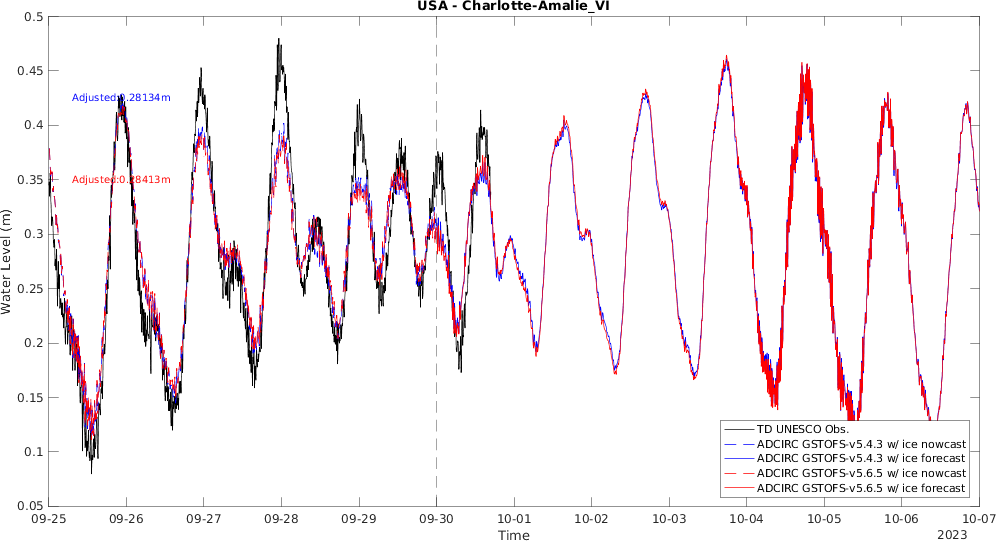 USA - Charlotte-Amalie_VI
0.5
0.45
0.4
0.35
0.3
0.25
0.2
0.15
0.1
0.05
Water Level (m)
Adjusted:0.28134m
Adjusted:0.28413m
TD UNESCO Obs.
ADCIRC GSTOFS-v5.4.3 w/ ice nowcast
ADCIRC GSTOFS-v5.4.3 w/ ice forecast
ADCIRC GSTOFS-v5.6.5 w/ ice nowcast
ADCIRC GSTOFS-v5.6.5 w/ ice forecast
09-25 09-26 09-27 09-28 09-29 09-30 10-01 10-02 10-03 10-04 10-05 10-06 10-07
Time
2023